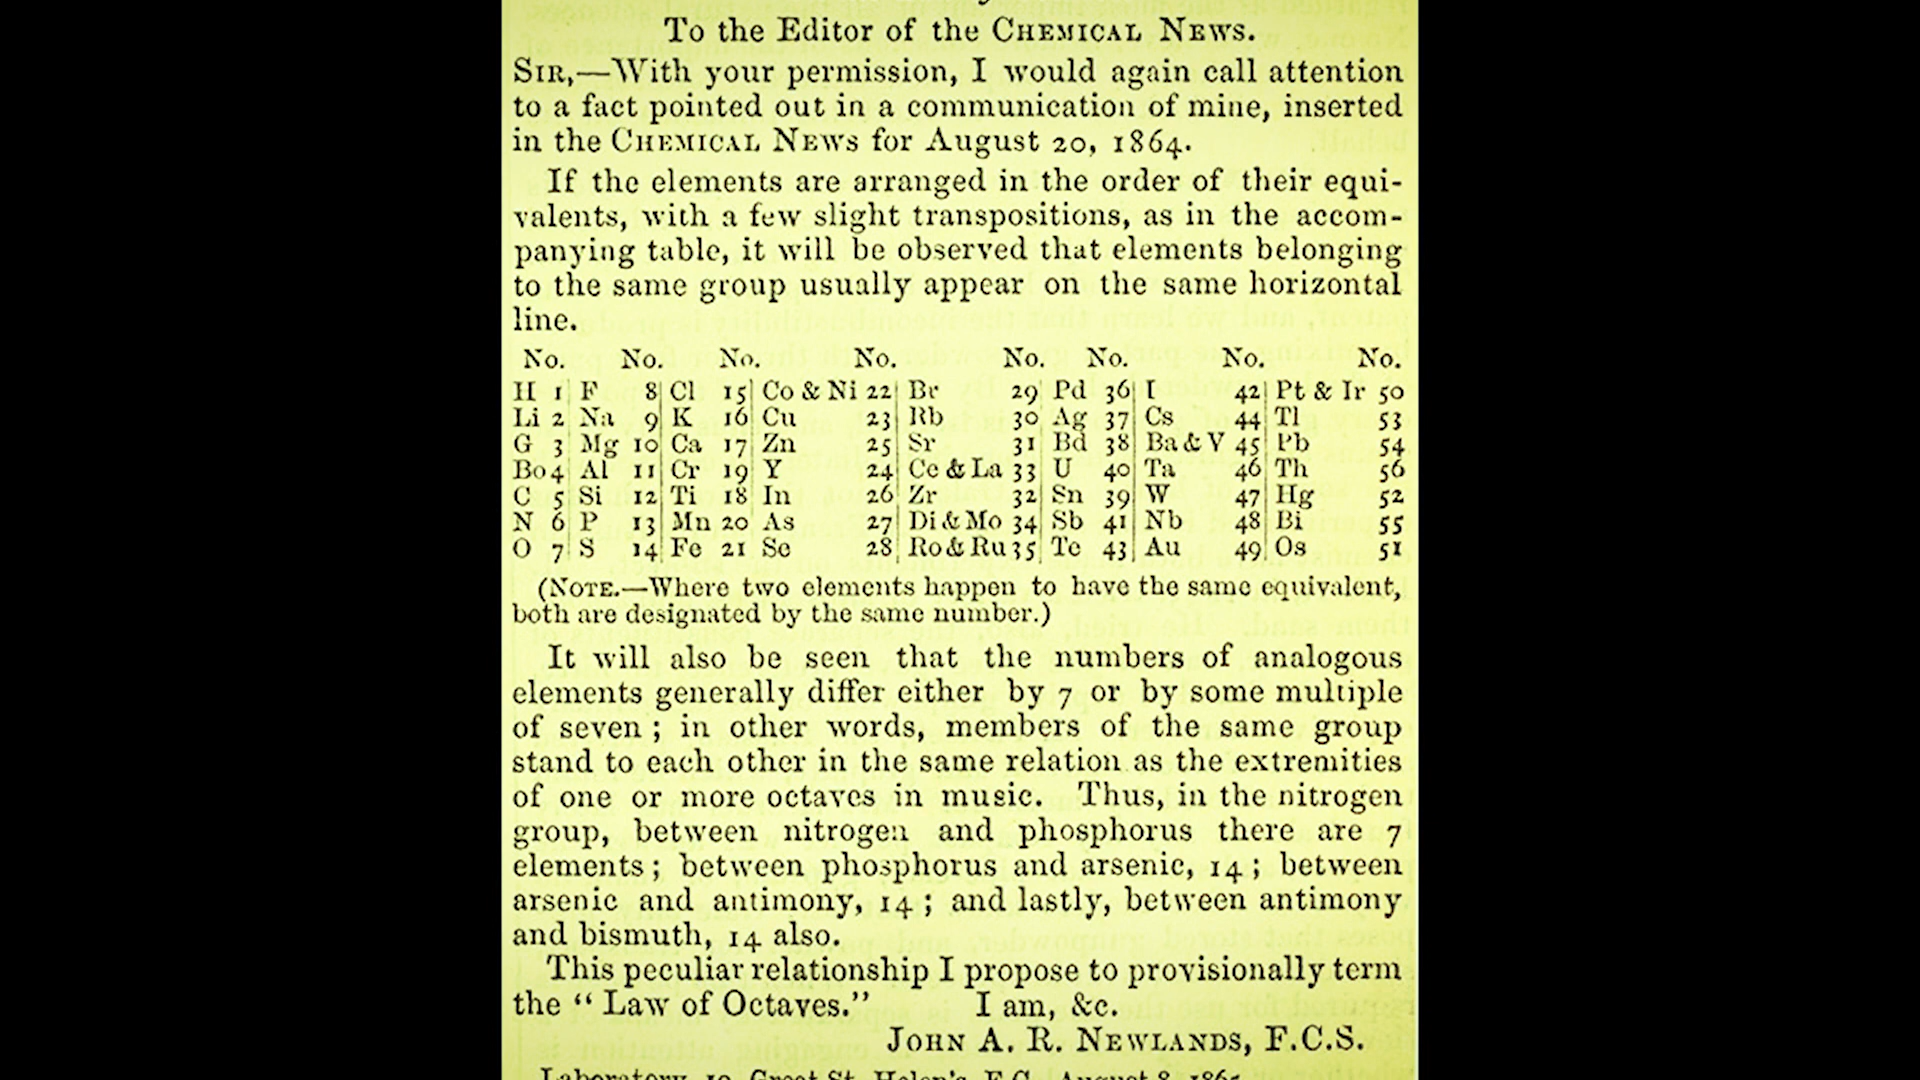 To the Editor of the CHEMICAL NEWS.
SIR,—With your permission, I would again call attention
to a fact pointed out in a communication of mine, inserted
in the CHEMICAL NEWS for August 20, 1864.
If the elements are arranged in the order of their equi-
valents, with a few slight transpositions, as in the accom-
panying table, it will be observed that elements belonging
to the same group usually appear on the same horizontal
line.
No. No. No. No. No. No. No. No.
H 1 F 8 Cl 15 Co & Ni 22 Br 29 Pd 36 I 42 Pt & Ir 50
Li 2 Na 9 K 16 Cu 23 Rb 30 Ag 37 Cs 44 Tl 53
G 3 Mg 10 Ca 17 Zn 25 Sr 31 Bd 38 Ba & V 45 Pb 54
Bo 4 Al 11 Cr 19 Y 24 Ce & La 33 U 40 Ta 46 Th 56
C 5 Si 12 Ti 18 In 26 Zr 32 Sn 39 W 47 Hg 52
N 6 P 13 Mn 20 As 27 Di & Mo 34 Sb 41 Nb 48 Bi 55
O 7 S 14 Fe 21 Se 28 Ro & Ru 35 Te 43 Au 49 Os 51
(NOTE.—Where two elements happen to have the same equivalent,
both are designated by the same number.)
It will also be seen that the numbers of analogous
elements generally differ either by 7 or by some multiple
of seven; in other words, members of the same group
stand to each other in the same relation as the extremities
of one or more octaves in music. Thus, in the nitrogen
group, between nitrogen and phosphorus there are 7
elements; between phosphorus and arsenic, 14; between
arsenic and antimony, 14; and lastly, between antimony
and bismuth, 14 also.
This peculiar relationship I propose to provisionally term
the "Law of Octaves." I am, &c.
JOHN A. R. NEWLANDS, F.C.S.
Laboratory, 19, Great St. Helen's, E.C., August 8, 1865.